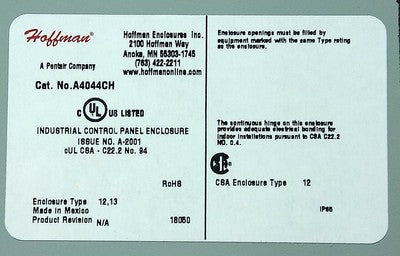 Hoffman®
A Pentair Company
Hoffman Enclosures Inc.
2100 Hoffman Way
Anoka, MN 55303-1745
(763) 422-2211
www.hoffmanonline.com
Cat. No.A4044CH
C UL US LISTED
INDUSTRIAL CONTROL PANEL ENCLOSURE
ISSUE NO. A-2001
cUL CSA - C22.2 No. 94
RoHS
Enclosure Type 12,13
Made in Mexico
Product Revision N/A
18050
Enclosure openings must be filled by
equipment marked with the same Type rating
as the enclosure.
The continuous hinge on this enclosure
provides adequate electrical bonding for
indoor installations pursuant to CSA C22.2
NO. 0.4.
CSA Enclosure Type 12
IP65